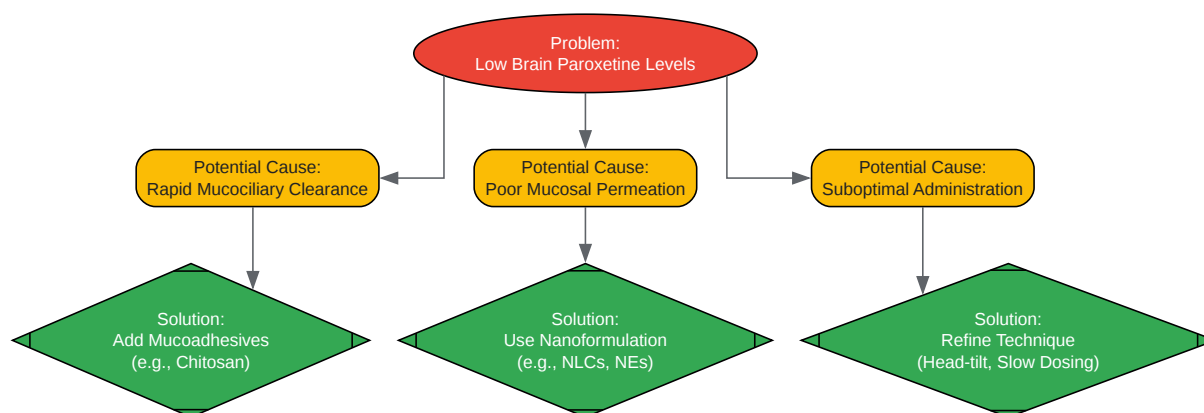 Problem:
Low Brain Paroxetine Levels
Potential Cause:
Rapid Mucociliary Clearance
Potential Cause:
Poor Mucosal Permeation
Potential Cause:
Suboptimal Administration
Solution:
Add Mucoadhesives
(e.g., Chitosan)
Solution:
Use Nanoformulation
(e.g., NLCs, NEs)
Solution:
Refine Technique
(Head-tilt, Slow Dosing)